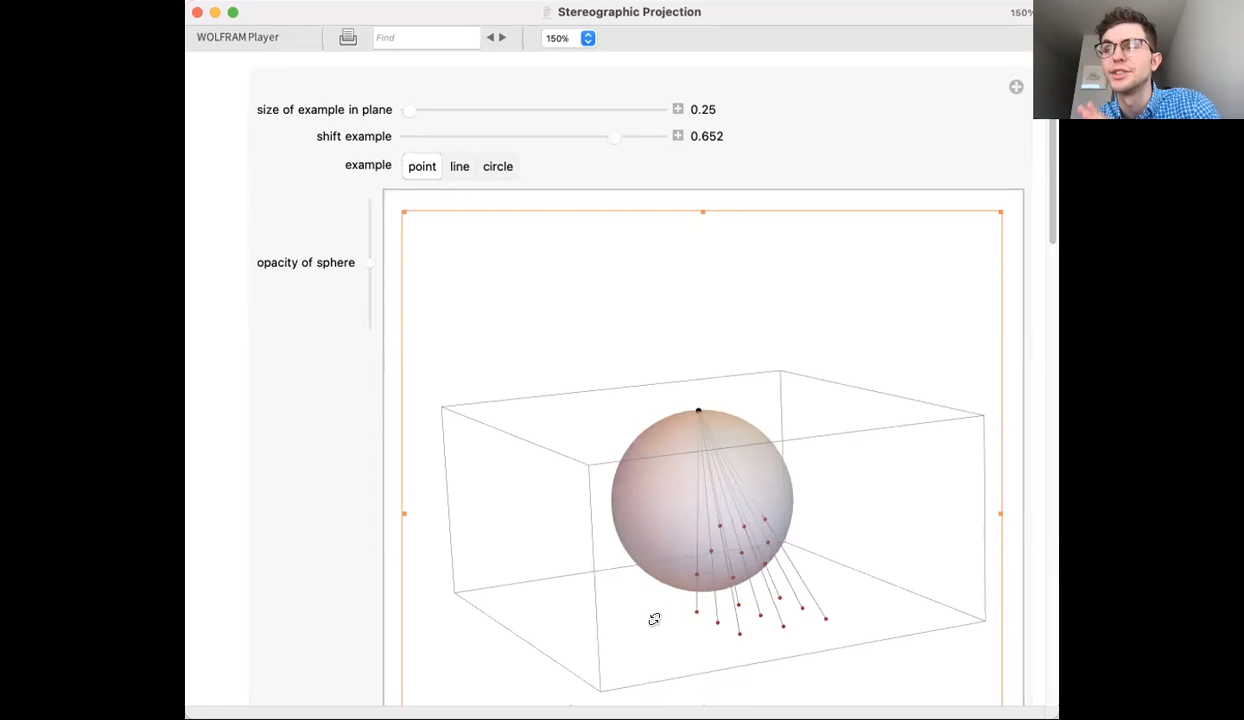 Stereographic Projection
150%
WOLFRAM Player
Find
150%
size of example in plane
0.25
shift example
0.652
example
point
line
circle
opacity of sphere